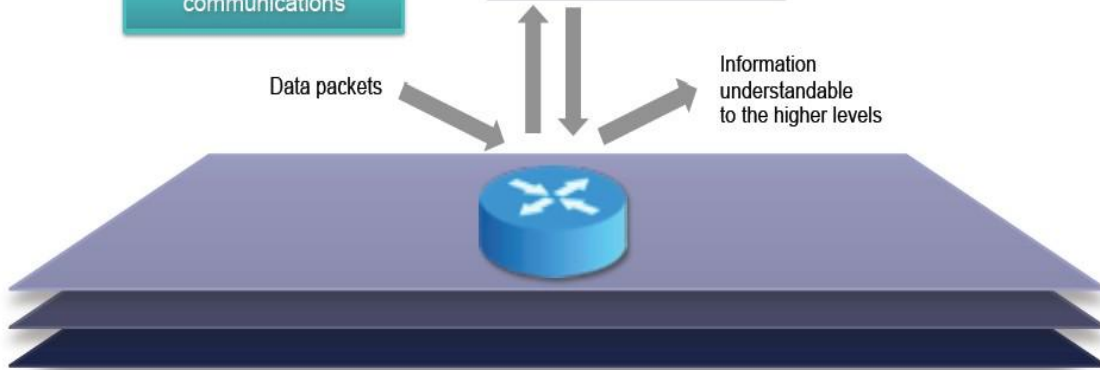 communications
Data packets
Information
understandable
to the higher levels